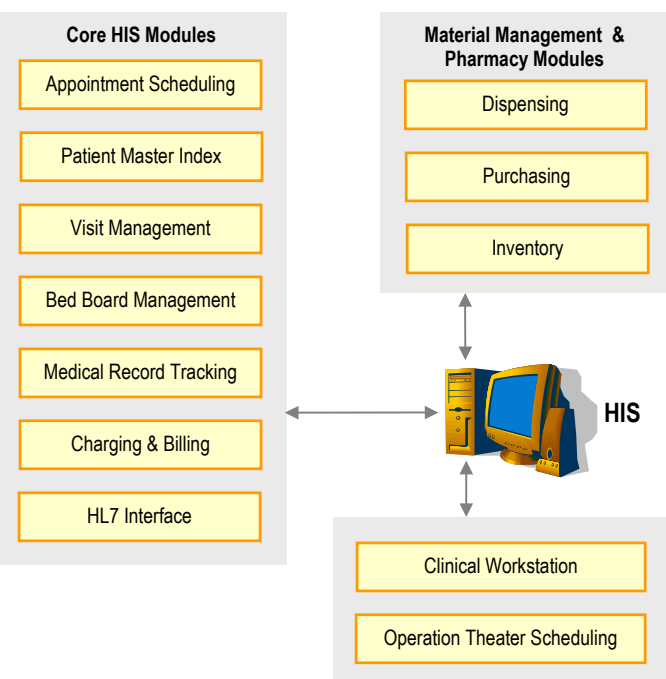 Core HIS Modules
Appointment Scheduling
Patient Master Index
Visit Management
Bed Board Management
Medical Record Tracking
Charging & Billing
HL7 Interface
Material Management &
Pharmacy Modules
Dispensing
Purchasing
Inventory
HIS
Clinical Workstation
Operation Theater Scheduling